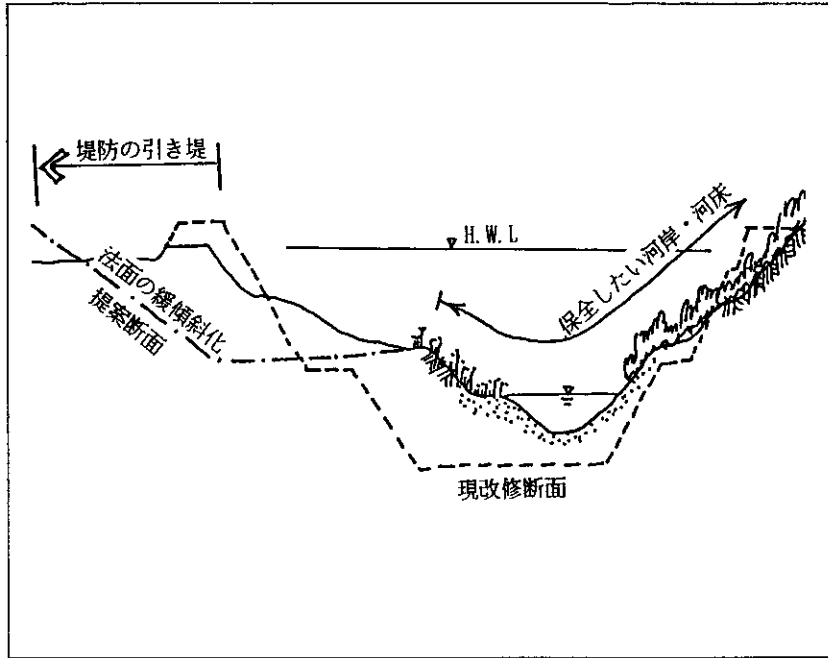 堤防の引き堤
H.W.L
保全したい河岸・河床
法面の緩傾斜化
提案断面
現改修断面